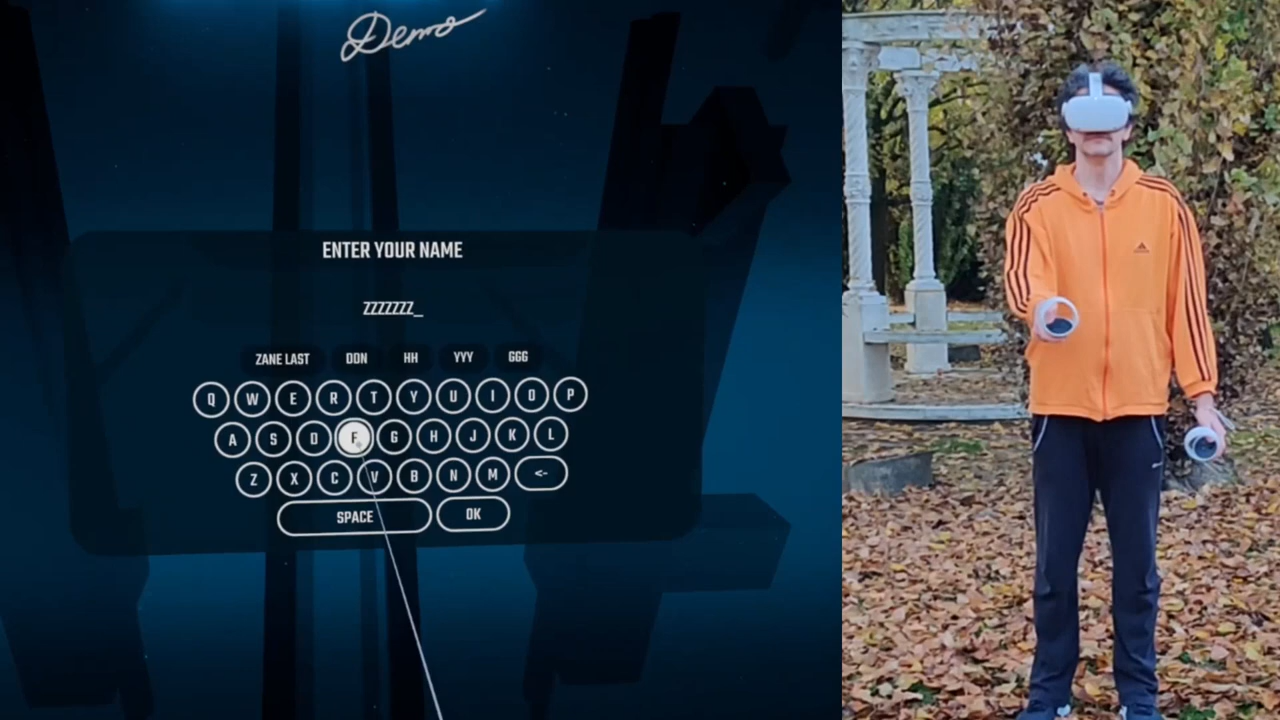 Demo
ENTER YOUR NAME
ZZZZZZZ_
ZANE LAST DDN HH YYY GGG
Q W E R T Y U I O P
A S D F G H J K L
Z X C V B N M <-
SPACE OK